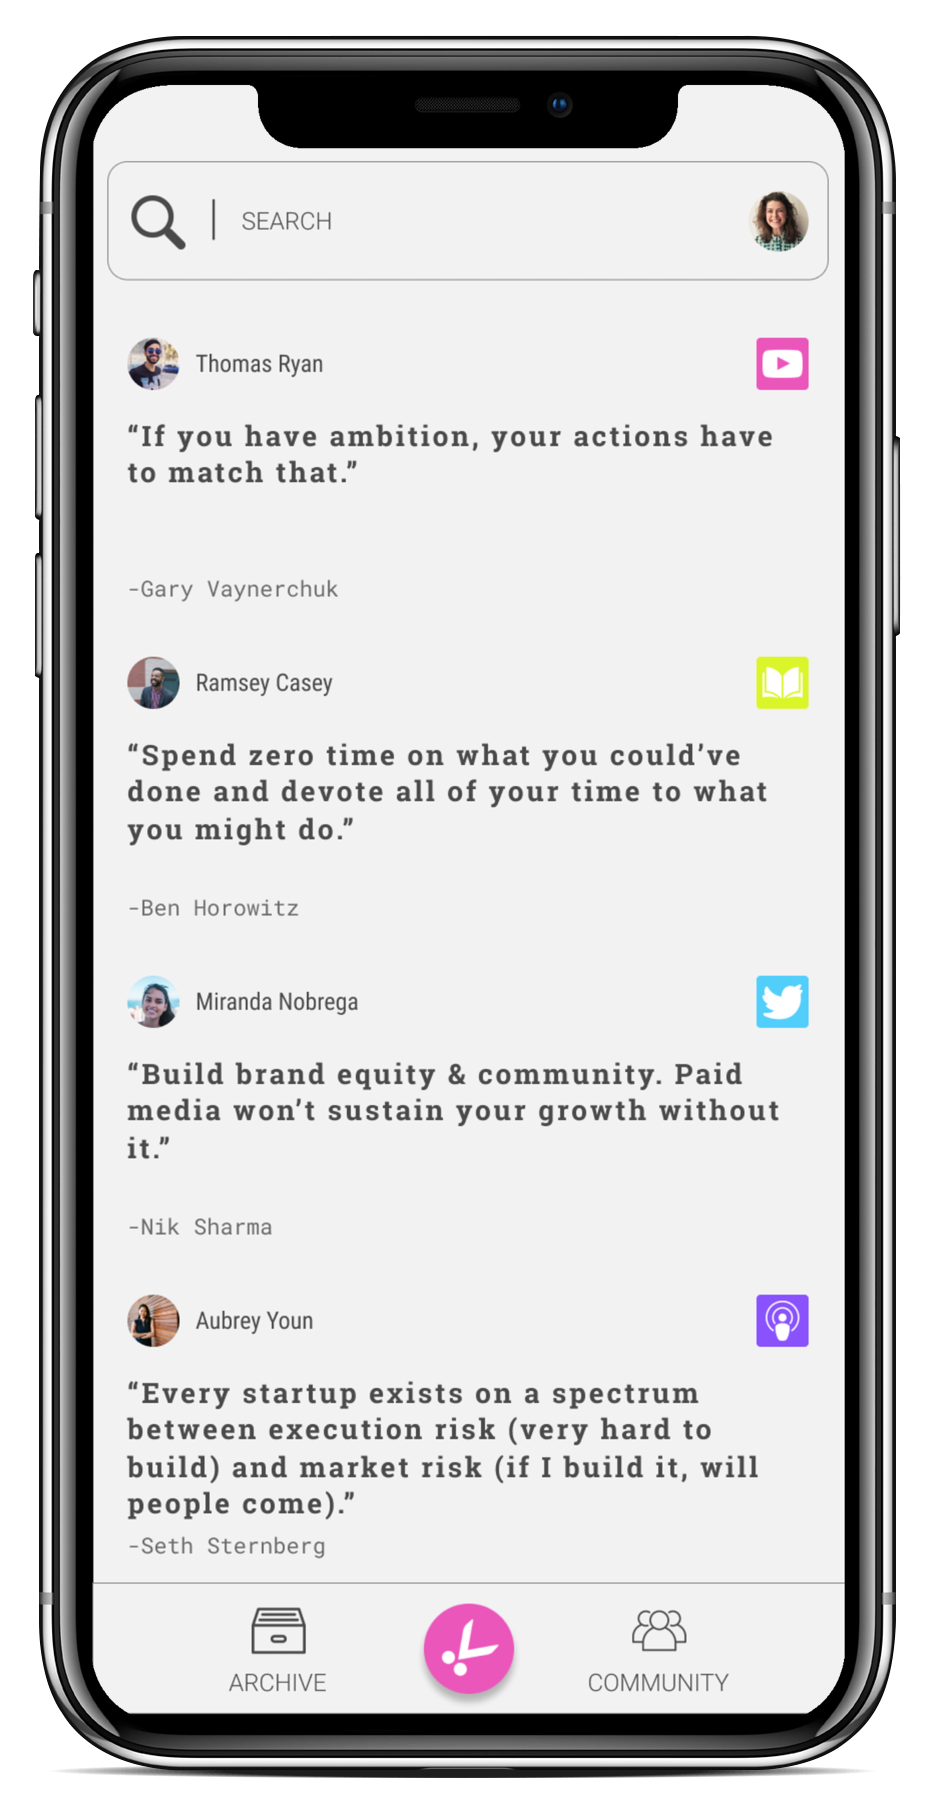 SEARCH
Thomas Ryan
“If you have ambition, your actions have
to match that.”
-Gary Vaynerchuk
Ramsey Casey
“Spend zero time on what you could’ve
done and devote all of your time to what
you might do.”
-Ben Horowitz
Miranda Nobrega
“Build brand equity & community. Paid
media won’t sustain your growth without
it.”
-Nik Sharma
Aubrey Youn
“Every startup exists on a spectrum
between execution risk (very hard to
build) and market risk (if I build it, will
people come).”
-Seth Sternberg
ARCHIVE
COMMUNITY